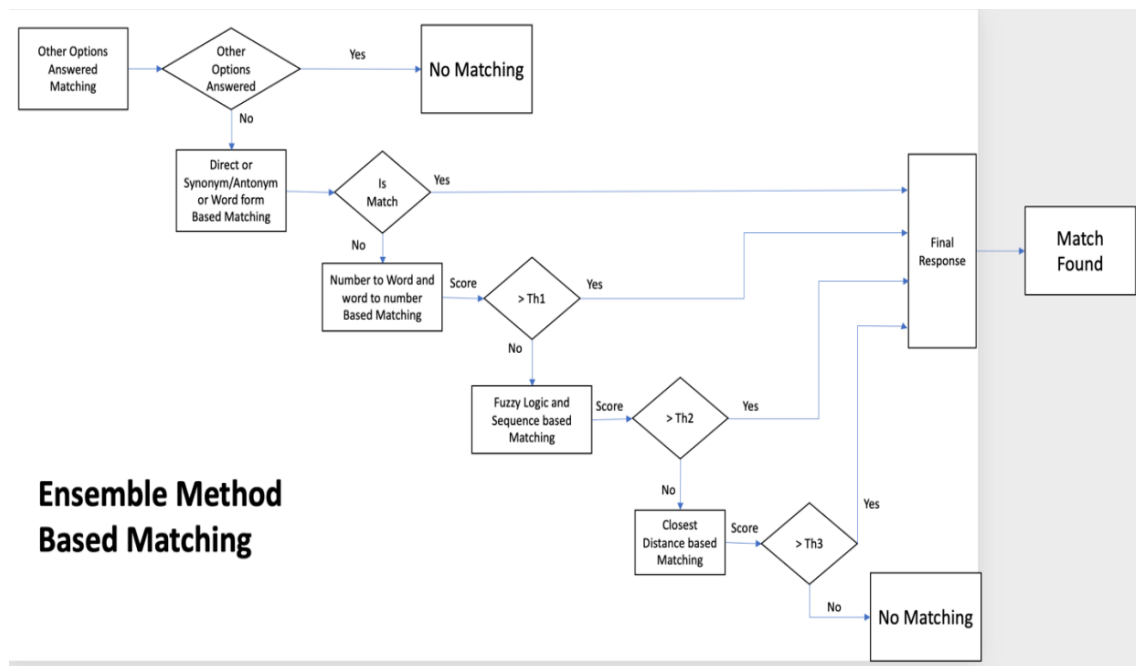 Other Options
Answered
Matching
Other
Options
Answered
Yes
No Matching
No
Direct or
Synonym/Antonym
or Word form
Based Matching
Is
Match
Yes
No
Number to Word and
word to number
Based Matching
Score
> Th1
Yes
No
Final
Response
Match
Found
Fuzzy Logic and
Sequence based
Matching
Score
> Th2
Yes
No
Closest
Distance based
Matching
Score
> Th3
Yes
No
No Matching
Ensemble Method
Based Matching